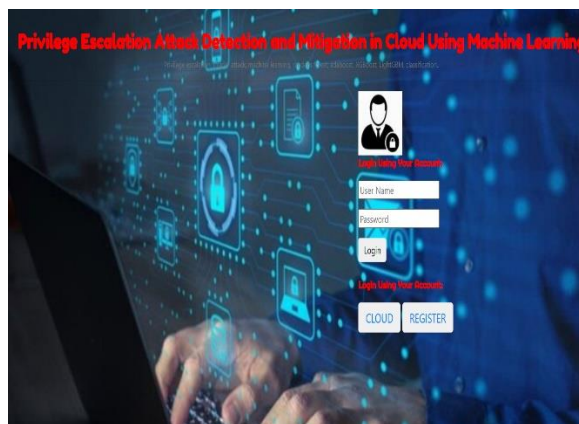 Privilege Escalation Attack Detection and Mitigation in Cloud Using Machine Learning
Login Using Your Account:
User Name
Password
Login
Login Using Your Account:
CLOUD REGISTER